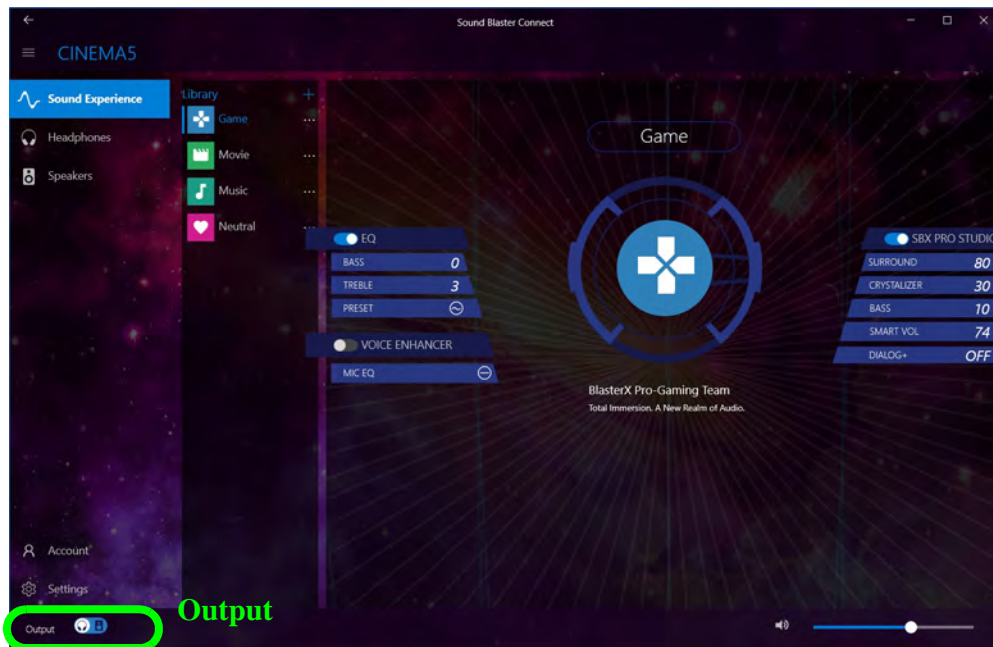 Sound Blaster Connect
CINEMA5
Sound Experience
Headphones
Speakers
Account
Settings
Output
Output
Library
Game
Movie
Music
Neutral
EQ
BASS 0
TREBLE 3
PRESET
VOICE ENHANCER
MIC EQ
Game
BlasterX Pro-Gaming Team
Total Immersion. A New Realm of Audio.
SBX PRO STUDIO
SURROUND 80
CRYSTALIZER 30
BASS 10
SMART VOL 74
DIALOG+ OFF